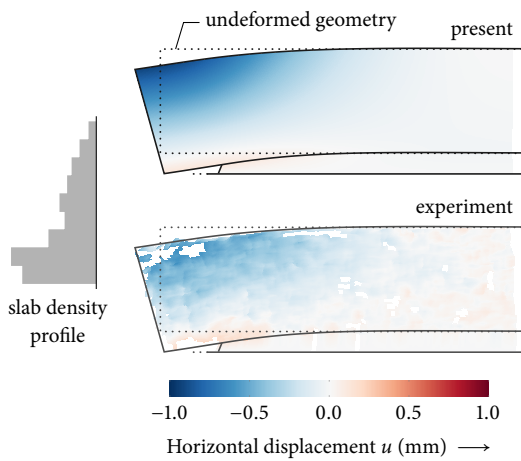 undeformed geometry
present
experiment
slab density
profile
−1.0 −0.5 0.0 0.5 1.0
Horizontal displacement u (mm) ⟶